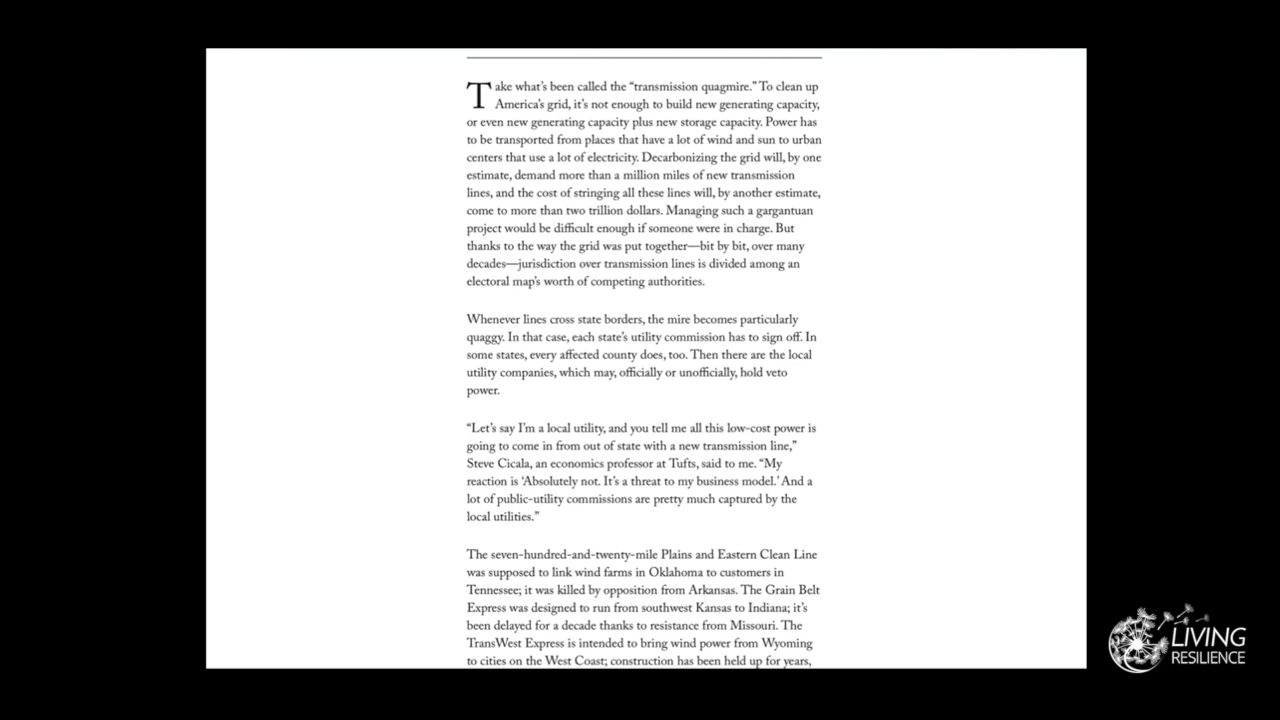 Take what’s been called the “transmission quagmire.” To clean up
America’s grid, it’s not enough to build new generating capacity,
or even new generating capacity plus new storage capacity. Power has
to be transported from places that have a lot of wind and sun to urban
centers that use a lot of electricity. Decarbonizing the grid will, by one
estimate, demand more than a million miles of new transmission
lines, and the cost of stringing all these lines will, by another estimate,
come to more than two trillion dollars. Managing such a gargantuan
project would be difficult enough if someone were in charge. But
thanks to the way the grid was put together—bit by bit, over many
decades—jurisdiction over transmission lines is divided among an
electoral map’s worth of competing authorities.
Whenever lines cross state borders, the mire becomes particularly
quaggy. In that case, each state’s utility commission has to sign off. In
some states, every affected county does, too. Then there are the local
utility companies, which may, officially or unofficially, hold veto
power.
“Let’s say I’m a local utility, and you tell me all this low-cost power is
going to come in from out of state with a new transmission line,”
Steve Cicala, an economics professor at Tufts, said to me. “My
reaction is ‘Absolutely not. It’s a threat to my business model.’ And a
lot of public-utility commissions are pretty much captured by the
local utilities.”
The seven-hundred-and-twenty-mile Plains and Eastern Clean Line
was supposed to link wind farms in Oklahoma to customers in
Tennessee; it was killed by opposition from Arkansas. The Grain Belt
Express was designed to run from southwest Kansas to Indiana; it’s
been delayed for a decade thanks to resistance from Missouri. The
TransWest Express is intended to bring wind power from Wyoming
to cities on the West Coast; construction has been held up for years,
LIVING
RESILIENCE